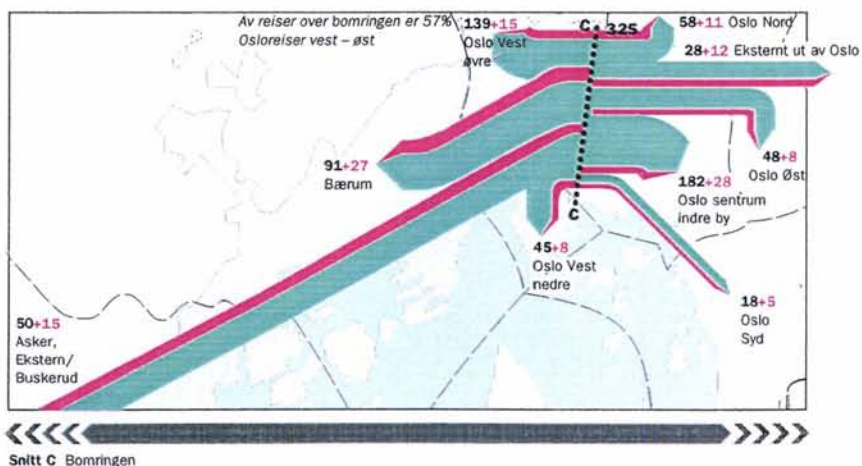 Av reiser over bomringen er 57%
Osloreiser vest – øst
139+15
Oslo Vest
øvre
C
325
58+11 Oslo Nord
28+12 Eksternt ut av Oslo
91+27
Bærum
48+8
Oslo Øst
182+28
Oslo sentrum
indre by
C
45+8
Oslo Vest
nedre
18+5
Oslo
Syd
50+15
Asker,
Ekstern/
Buskerud
Snitt C Bomringen